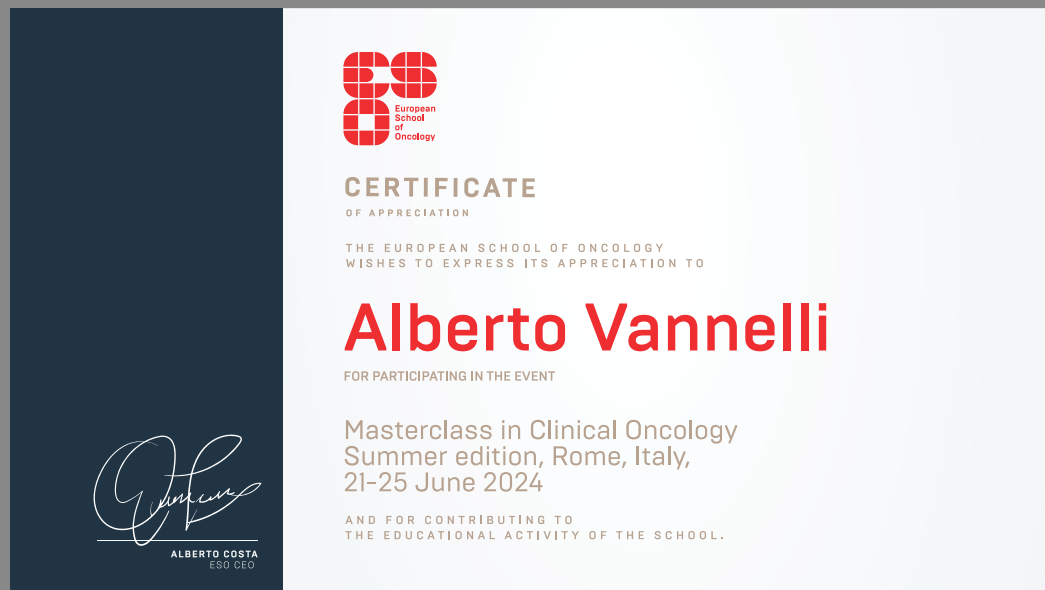 European
School
of
Oncology
CERTIFICATE
OF APPRECIATION
THE EUROPEAN SCHOOL OF ONCOLOGY
WISHES TO EXPRESS ITS APPRECIATION TO
Alberto Vannelli
FOR PARTICIPATING IN THE EVENT
Masterclass in Clinical Oncology
Summer edition, Rome, Italy,
21-25 June 2024
AND FOR CONTRIBUTING TO
THE EDUCATIONAL ACTIVITY OF THE SCHOOL.
ALBERTO COSTA
ESO CEO